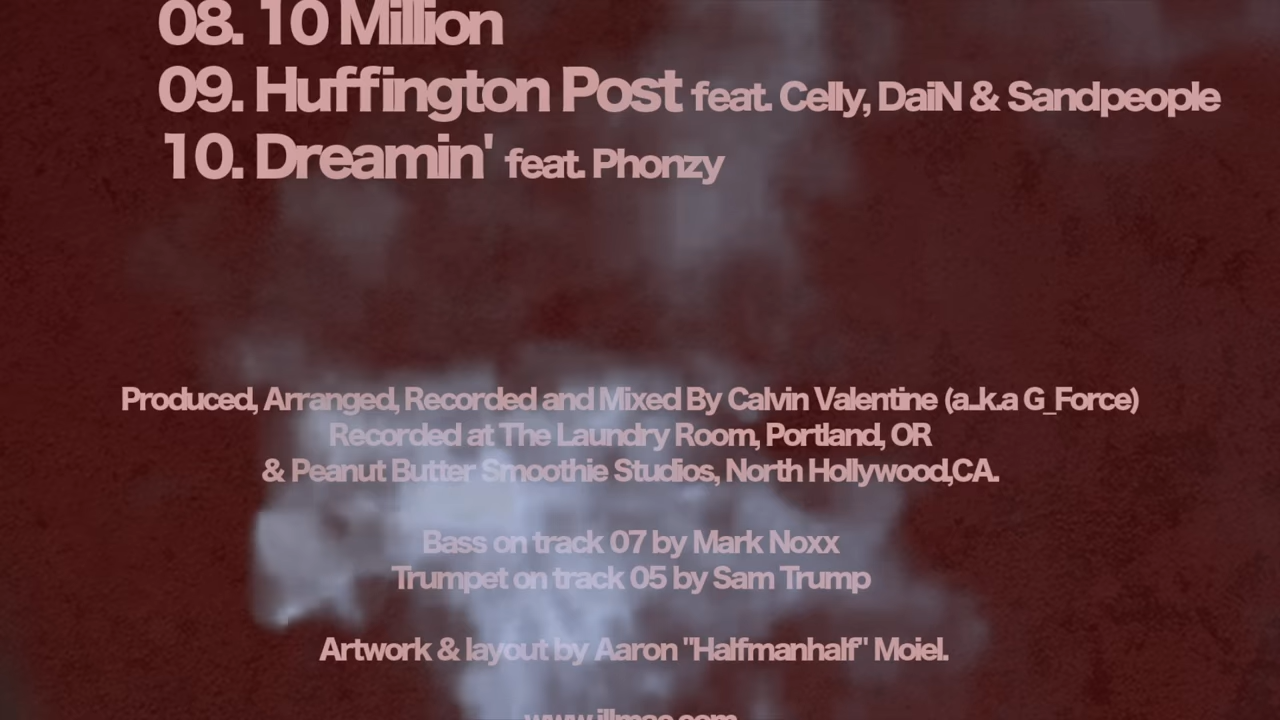 08. 10 Million
09. Huffington Post feat. Celly, DaiN & Sandpeople
10. Dreamin' feat. Phonzy
Produced, Arranged, Recorded and Mixed By Calvin Valentine (a..k.a G_Force)
Recorded at The Laundry Room, Portland, OR
& Peanut Butter Smoothie Studios, North Hollywood,CA.
Bass on track 07 by Mark Noxx
Trumpet on track 05 by Sam Trump
Artwork & layout by Aaron "Halfmanhalf" Moiel.
www.illmac.com